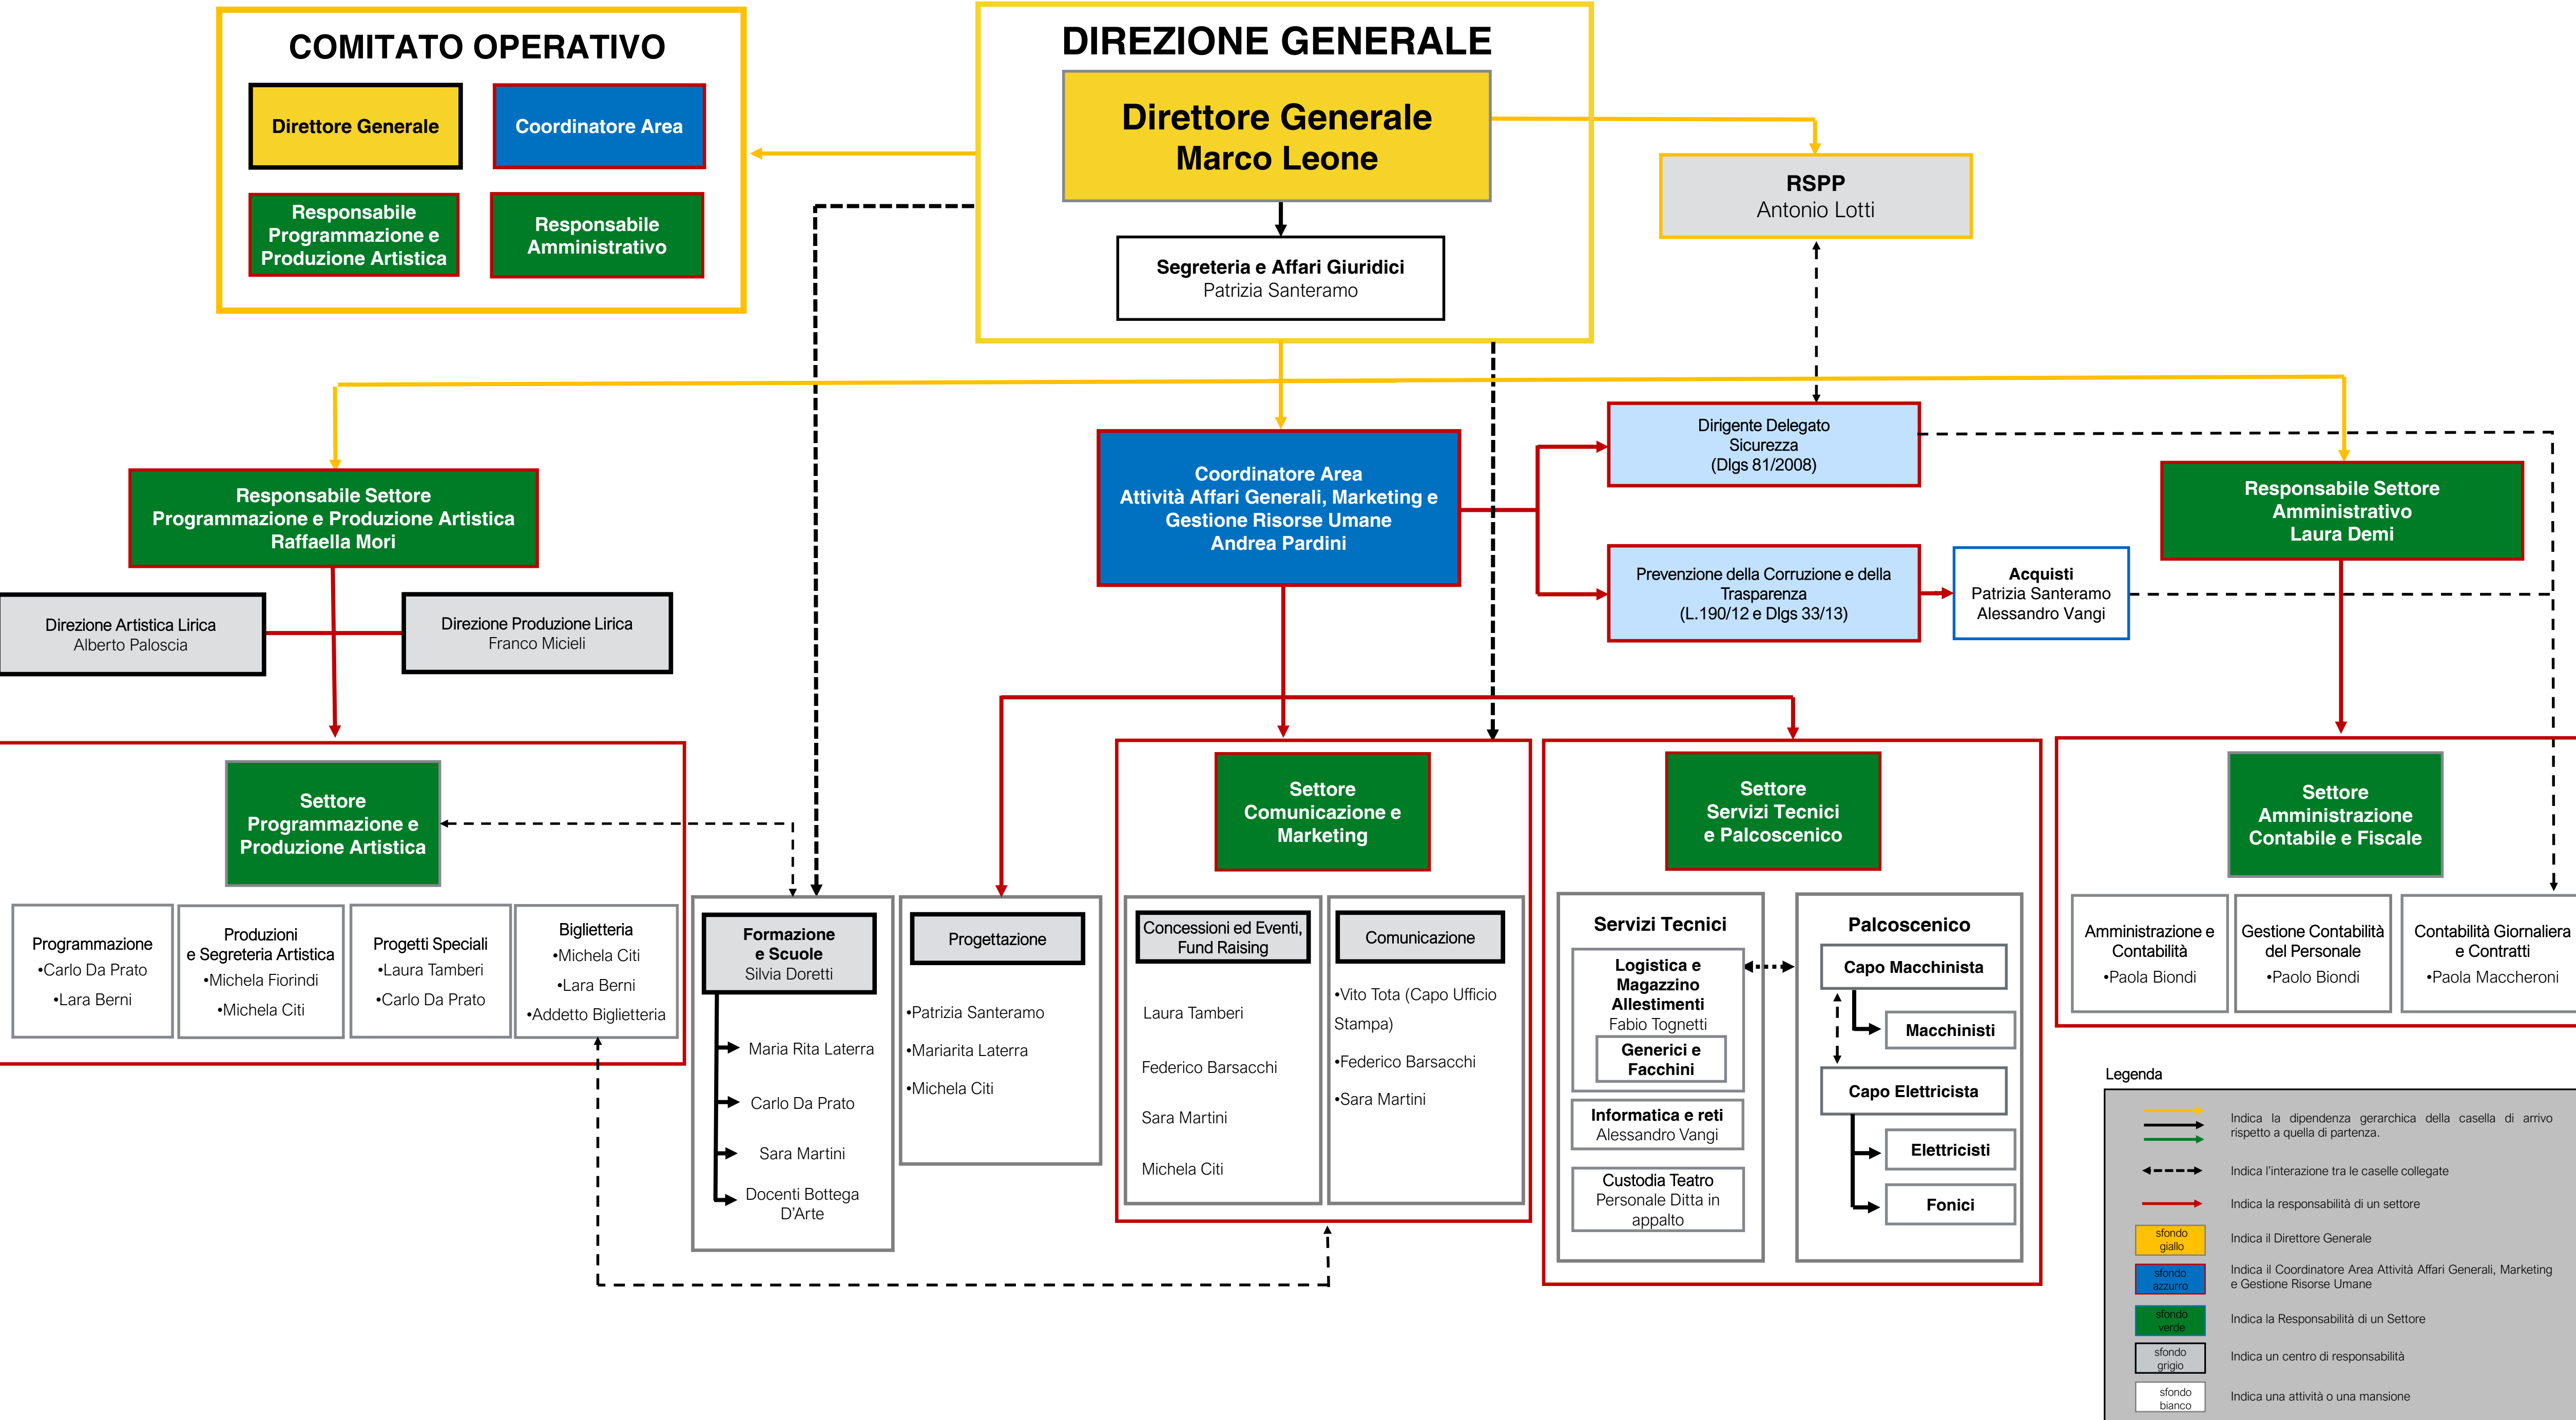 COMITATO OPERATIVO
Direttore Generale
Coordinatore Area
Responsabile
Programmazione e
Produzione Artistica
Responsabile
Amministrativo
DIREZIONE GENERALE
Direttore Generale
Marco Leone
Segreteria e Affari Giuridici
Patrizia Santeramo
RSPP
Antonio Lotti
Responsabile Settore
Programmazione e Produzione Artistica
Raffaella Mori
Direzione Artistica Lirica
Alberto Paloscia
Direzione Produzione Lirica
Franco Micieli
Coordinatore Area
Attività Affari Generali, Marketing e
Gestione Risorse Umane
Andrea Pardini
Dirigente Delegato
Sicurezza
(Dlgs 81/2008)
Prevenzione della Corruzione e della
Trasparenza
(L.190/12 e Dlgs 33/13)
Acquisti
Patrizia Santeramo
Alessandro Vangi
Responsabile Settore
Amministrativo
Laura Demi
Settore
Programmazione e
Produzione Artistica
Programmazione
•Carlo Da Prato
•Lara Berni
Produzioni
e Segreteria Artistica
•Michela Fiorindi
•Michela Citi
Progetti Speciali
•Laura Tamberi
•Carlo Da Prato
Biglietteria
•Michela Citi
•Lara Berni
•Addetto Biglietteria
Formazione
e Scuole
Silvia Doretti
Maria Rita Laterra
Carlo Da Prato
Sara Martini
Docenti Bottega
D'Arte
Progettazione
•Patrizia Santeramo
•Mariarita Laterra
•Michela Citi
Settore
Comunicazione e
Marketing
Concessioni ed Eventi,
Fund Raising
Laura Tamberi
Federico Barsacchi
Sara Martini
Michela Citi
Comunicazione
•Vito Tota (Capo Ufficio
Stampa)
•Federico Barsacchi
•Sara Martini
Settore
Servizi Tecnici
e Palcoscenico
Servizi Tecnici
Logistica e
Magazzino
Allestimenti
Fabio Tognetti
Generici e
Facchini
Informatica e reti
Alessandro Vangi
Custodia Teatro
Personale Ditta in
appalto
Palcoscenico
Capo Macchinista
Macchinisti
Capo Elettricista
Elettricisti
Fonici
Settore
Amministrazione
Contabile e Fiscale
Amministrazione e
Contabilità
•Paola Biondi
Gestione Contabilità
del Personale
•Paolo Biondi
Contabilità Giornaliera
e Contratti
•Paola Maccheroni
Legenda
Indica la dipendenza gerarchica della casella di arrivo
rispetto a quella di partenza.
Indica l'interazione tra le caselle collegate
Indica la responsabilità di un settore
sfondo
giallo
Indica il Direttore Generale
sfondo
azzurro
Indica il Coordinatore Area Attività Affari Generali, Marketing
e Gestione Risorse Umane
sfondo
verde
Indica la Responsabilità di un Settore
sfondo
grigio
Indica un centro di responsabilità
sfondo
bianco
Indica una attività o una mansione